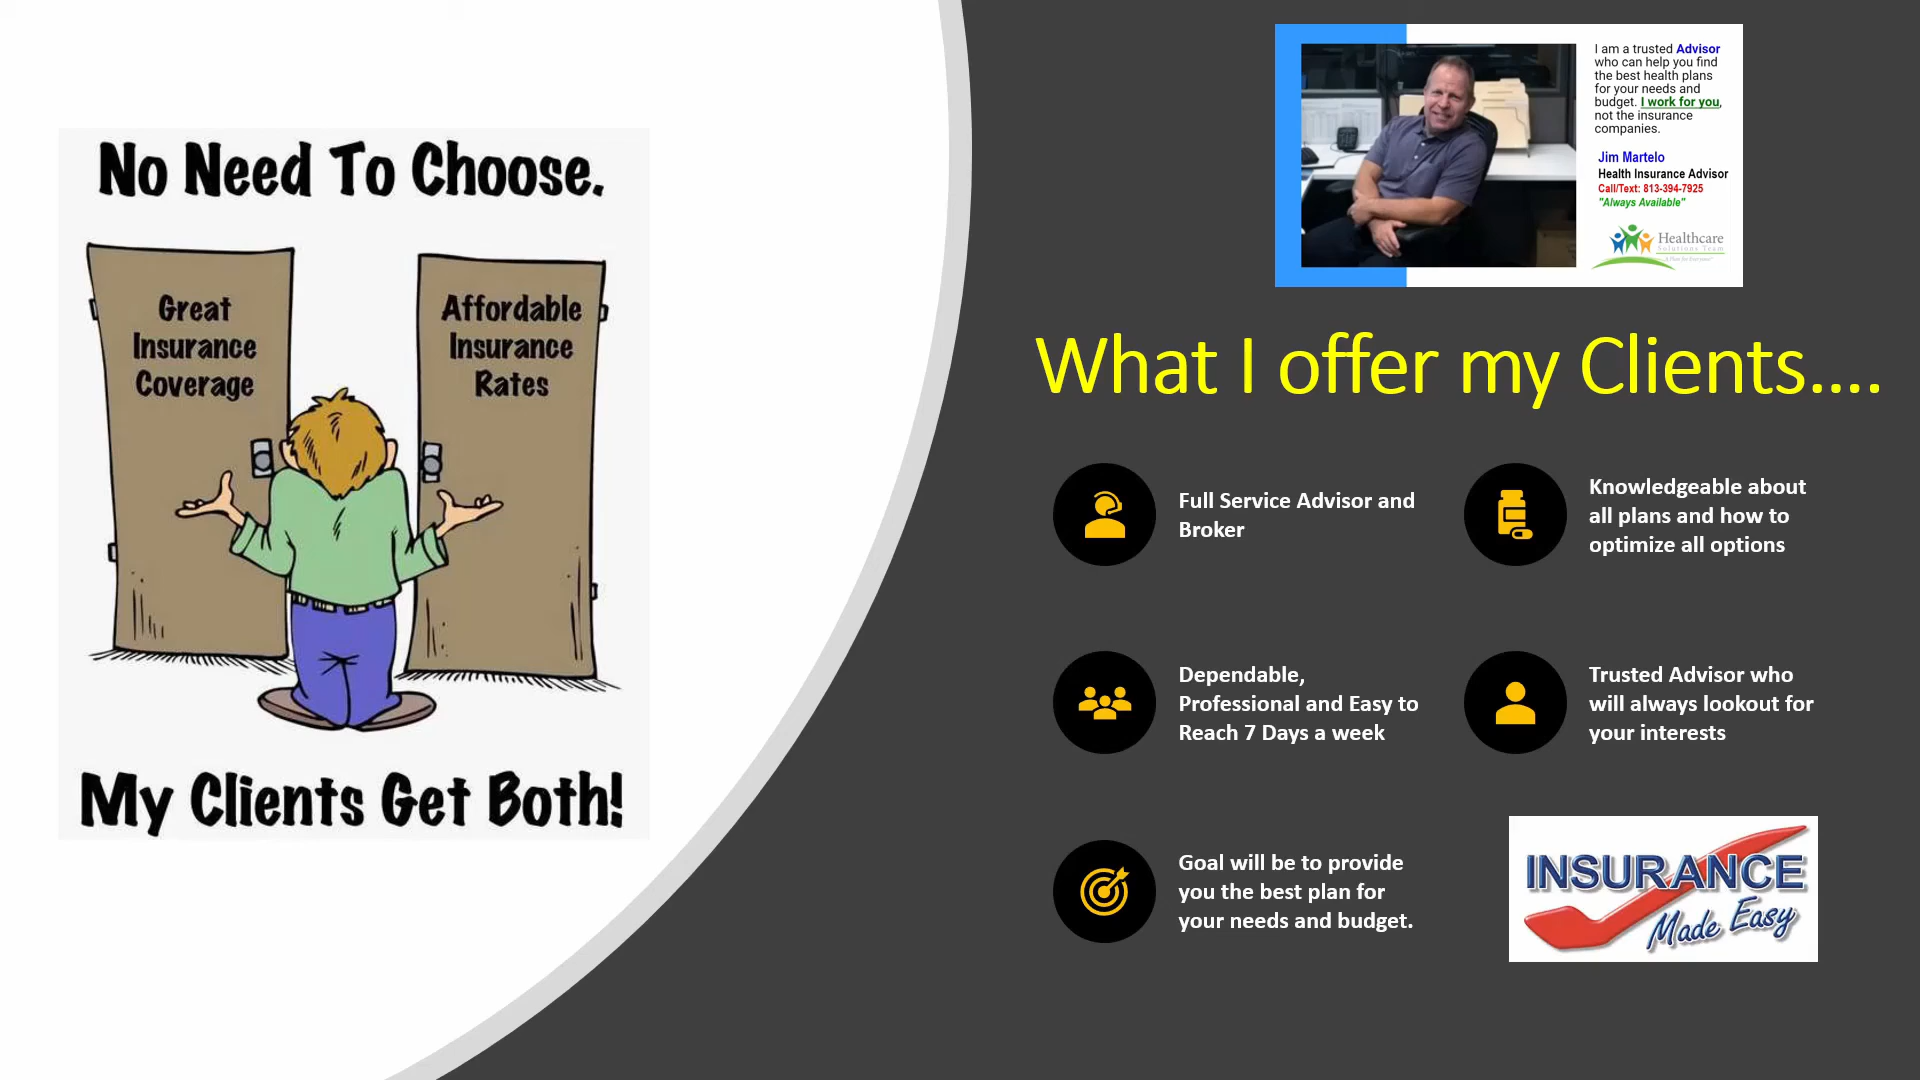 No Need To Choose.
Great
Insurance
Coverage
Affordable
Insurance
Rates
My Clients Get Both!
I am a trusted Advisor
who can help you find
the best health plans
for your needs and
budget. I work for you,
not the insurance
companies.
Jim Martelo
Health Insurance Advisor
Call/Text: 813-394-7925
"Always Available"
Healthcare
Solutions Team
"A Plan for Everyone"
What I offer my Clients....
Full Service Advisor and
Broker
Knowledgeable about
all plans and how to
optimize all options
Dependable,
Professional and Easy to
Reach 7 Days a week
Trusted Advisor who
will always lookout for
your interests
Goal will be to provide
you the best plan for
your needs and budget.
INSURANCE
Made Easy